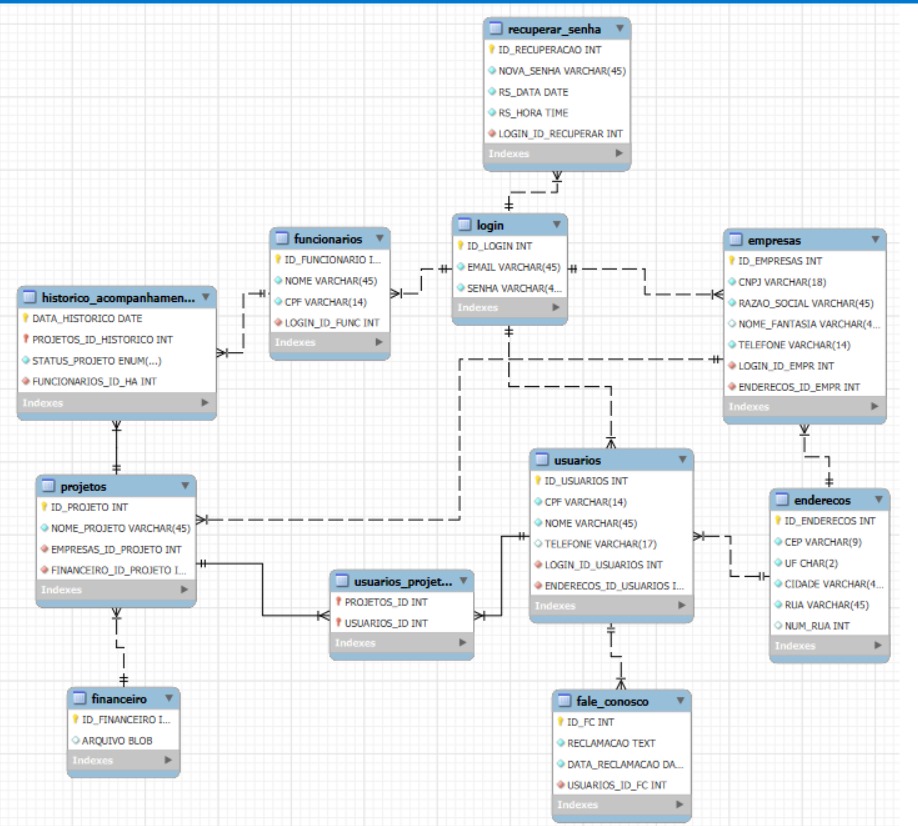 recuperar_senha
ID_RECUPERACAO INT
NOVA_SENHA VARCHAR(45)
RS_DATA DATE
RS_HORA TIME
LOGIN_ID_RECUPERAR INT
Indexes
login
ID_LOGIN INT
EMAIL VARCHAR(45)
SENHA VARCHAR(4...
Indexes
funcionarios
ID_FUNCIONARIO I...
NOME VARCHAR(45)
CPF VARCHAR(14)
LOGIN_ID_FUNC INT
Indexes
empresas
ID_EMPRESAS INT
CNPJ VARCHAR(18)
RAZAO_SOCIAL VARCHAR(45)
NOME_FANTASIA VARCHAR(4...
TELEFONE VARCHAR(14)
LOGIN_ID_EMPR INT
ENDERECOS_ID_EMPR INT
Indexes
historico_acompanhamen...
DATA_HISTORICO DATE
PROJETOS_ID_HISTORICO INT
STATUS_PROJETO ENUM(...)
FUNCIONARIOS_ID_HA INT
Indexes
projetos
ID_PROJETO INT
NOME_PROJETO VARCHAR(45)
EMPRESAS_ID_PROJETO INT
FINANCEIRO_ID_PROJETO I...
Indexes
usuarios
ID_USUARIOS INT
CPF VARCHAR(14)
NOME VARCHAR(45)
TELEFONE VARCHAR(17)
LOGIN_ID_USUARIOS INT
ENDERECOS_ID_USUARIOS I...
Indexes
enderecos
ID_ENDERECOS INT
CEP VARCHAR(9)
UF CHAR(2)
CIDADE VARCHAR(4...
RUA VARCHAR(45)
NUM_RUA INT
Indexes
usuarios_projet...
PROJETOS_ID INT
USUARIOS_ID INT
Indexes
financeiro
ID_FINANCEIRO I...
ARQUIVO BLOB
Indexes
fale_conosco
ID_FC INT
RECLAMACAO TEXT
DATA_RECLAMACAO DA...
USUARIOS_ID_FC INT
Indexes